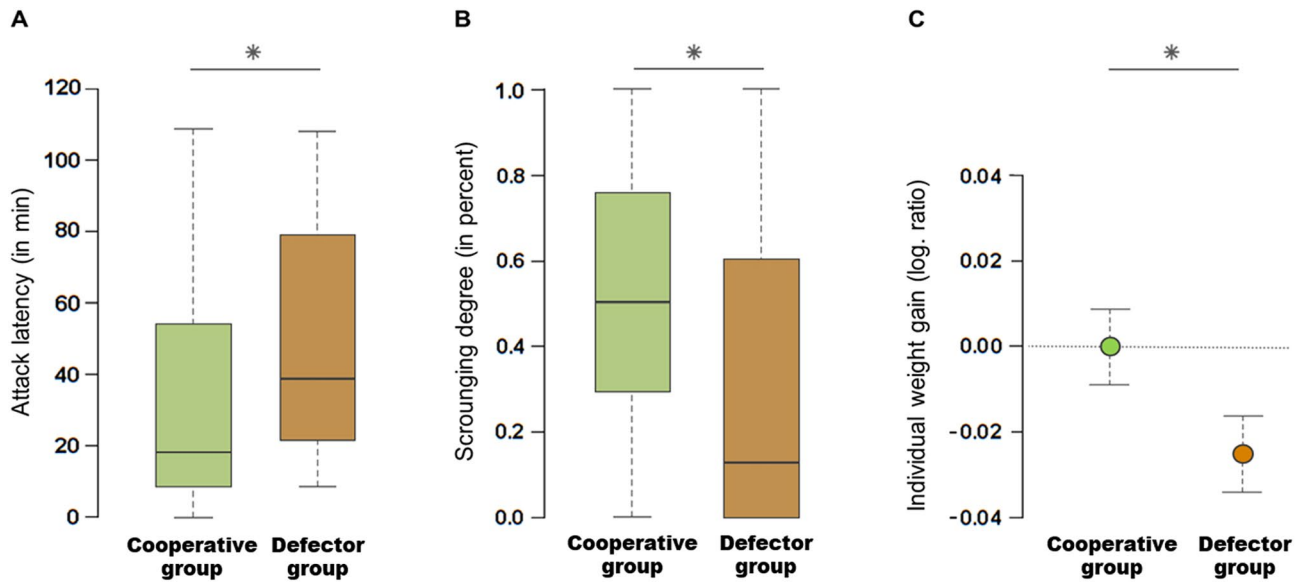 A
B
C
*
*
*
Attack latency (in min)
120
100
80
60
40
20
0
Cooperative
group
Defector
group
Scrounging degree (in percent)
1.0
0.8
0.6
0.4
0.2
0.0
Cooperative
group
Defector
group
Individual weight gain (log. ratio)
0.04
0.02
0.00
-0.02
-0.04
Cooperative
group
Defector
group